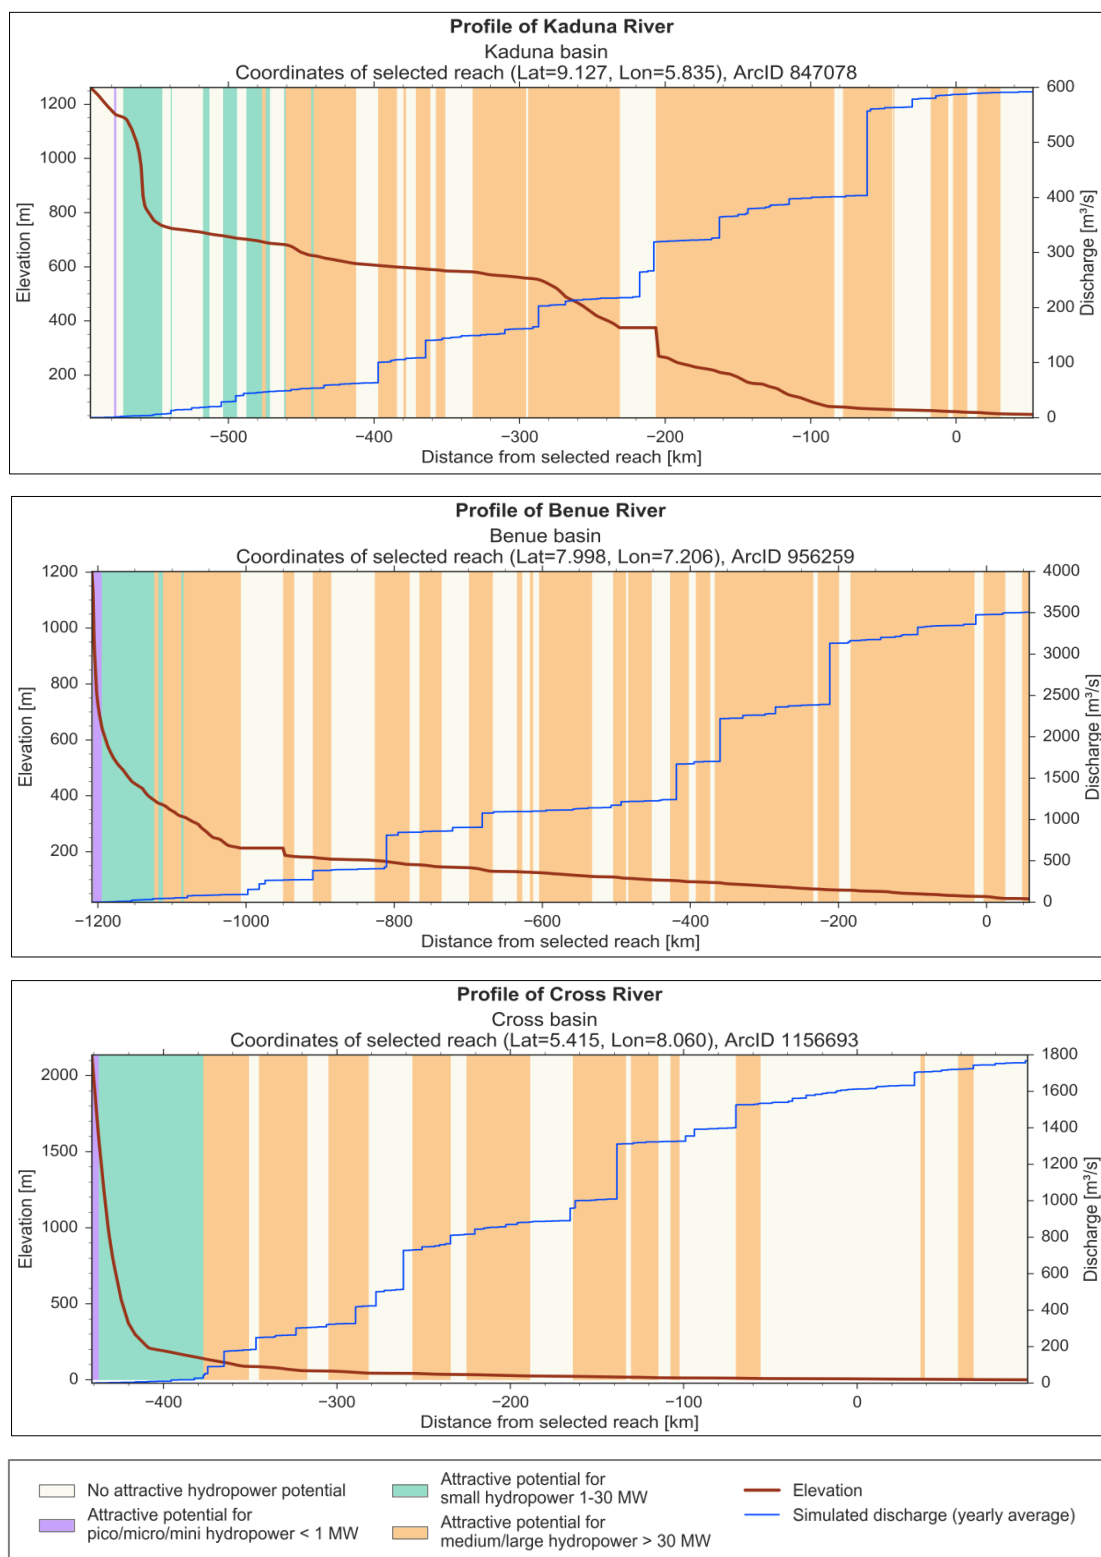 Profile of Kaduna River
Kaduna basin
Coordinates of selected reach (Lat=9.127, Lon=5.835), ArcID 847078
Elevation [m]
1200
1000
800
600
400
200
600
500
400
300
200
100
0
Discharge [m³/s]
−500 −400 −300 −200 −100 0
Distance from selected reach [km]
Profile of Benue River
Benue basin
Coordinates of selected reach (Lat=7.998, Lon=7.206), ArcID 956259
Elevation [m]
1200
1000
800
600
400
200
4000
3500
3000
2500
2000
1500
1000
500
0
Discharge [m³/s]
−1200 −1000 −800 −600 −400 −200 0
Distance from selected reach [km]
Profile of Cross River
Cross basin
Coordinates of selected reach (Lat=5.415, Lon=8.060), ArcID 1156693
Elevation [m]
2000
1500
1000
500
0
1800
1600
1400
1200
1000
800
600
400
200
0
Discharge [m³/s]
−400 −300 −200 −100 0
Distance from selected reach [km]
No attractive hydropower potential
Attractive potential for
pico/micro/mini hydropower < 1 MW
Attractive potential for
small hydropower 1-30 MW
Attractive potential for
medium/large hydropower > 30 MW
Elevation
Simulated discharge (yearly average)